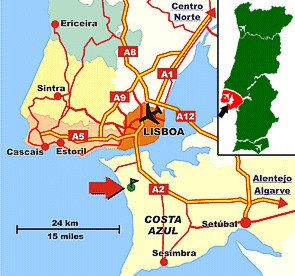 Centro
Norte
Ericeira
A8
A1
Sintra
A9
A12
A5
LISBOA
Cascais
Estoril
Alentejo
Algarve
A2
24 km
15 miles
COSTA
AZUL
Setúbal
Sesimbra